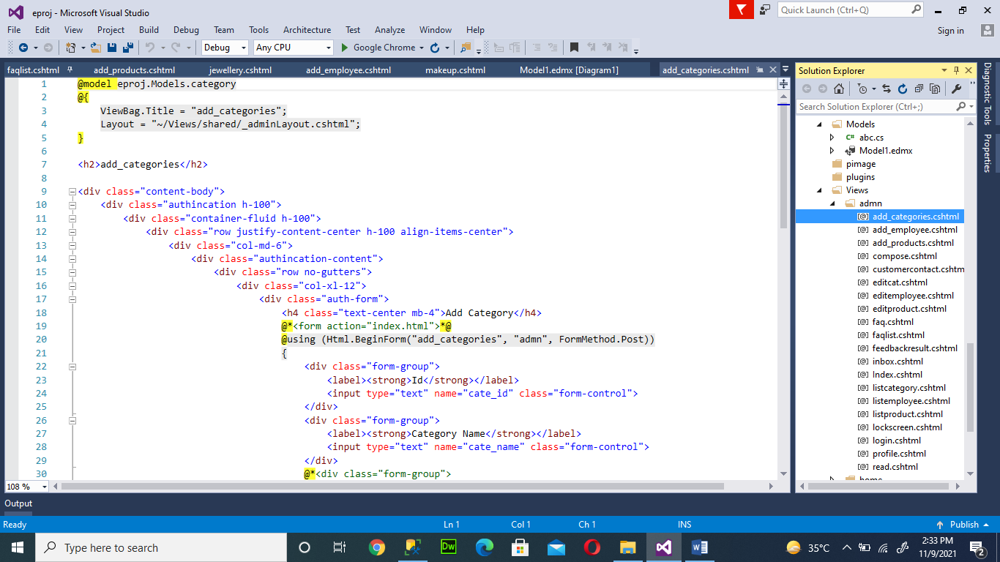 eproj - Microsoft Visual Studio
Quick Launch (Ctrl+Q)
File Edit View Project Build Debug Team Tools Architecture Test Analyze Window Help
Sign in
Debug Any CPU Google Chrome
faqlist.cshtml add_products.cshtml jewellery.cshtml add_employee.cshtml makeup.cshtml Model1.edmx [Diagram1] add_categories.cshtml
1 @model eproj.Models.category
2 @{
3 ViewBag.Title = "add_categories";
4 Layout = "~/Views/shared/_adminLayout.cshtml";
5 }
6
7 <h2>add_categories</h2>
8
9 <div class="content-body">
10 <div class="authincation h-100">
11 <div class="container-fluid h-100">
12 <div class="row justify-content-center h-100 align-items-center">
13 <div class="col-md-6">
14 <div class="authincation-content">
15 <div class="row no-gutters">
16 <div class="col-xl-12">
17 <div class="auth-form">
18 <h4 class="text-center mb-4">Add Category</h4>
19 @*<form action="index.html">*@
20 @using (Html.BeginForm("add_categories", "admn", FormMethod.Post))
21 {
22 <div class="form-group">
23 <label><strong>Id</strong></label>
24 <input type="text" name="cate_id" class="form-control">
25 </div>
26 <div class="form-group">
27 <label><strong>Category Name</strong></label>
28 <input type="text" name="cate_name" class="form-control">
29 </div>
30 @*<div class="form-group">
108 %
Solution Explorer
Search Solution Explorer (Ctrl+;)
Models
C# abc.cs
Model1.edmx
pimage
plugins
Views
admn
add_categories.cshtml
add_employee.cshtml
add_products.cshtml
compose.cshtml
customercontact.cshtm
editcat.cshtml
editemployee.cshtml
editproduct.cshtml
faq.cshtml
faqlist.cshtml
feedbackresult.cshtml
inbox.cshtml
Index.cshtml
listcategory.cshtml
listemployee.cshtml
listproduct.cshtml
lockscreen.cshtml
login.cshtml
profile.cshtml
read.cshtml
home
Diagnostic Tools
Properties
Output
Ready Ln 1 Col 1 Ch 1 INS Publish
Type here to search
Dw
35°C
2:33 PM
11/9/2021
2